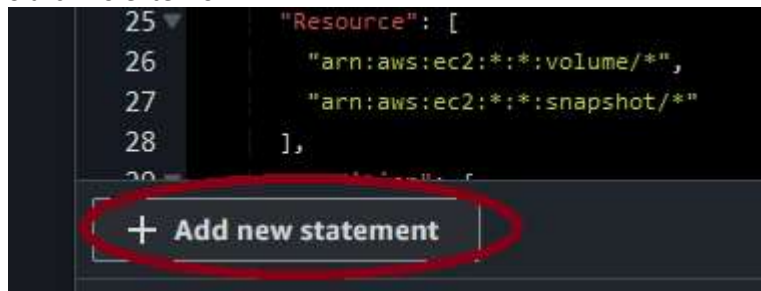 25 "Resource": [
26 "arn:aws:ec2:*:*:volume/*",
27 "arn:aws:ec2:*:*:snapshot/*"
28 ],
+ Add new statement